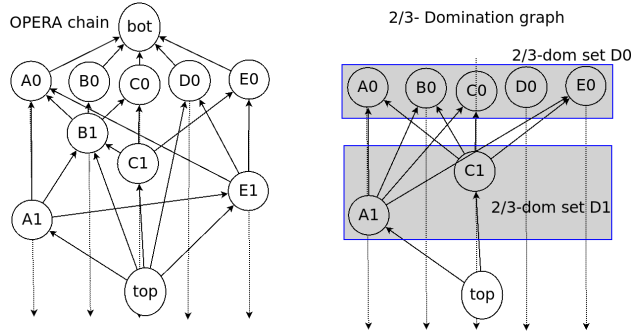 OPERA chain
bot
A0 B0 C0 D0 E0
B1
C1
E1
A1
top
2/3- Domination graph
2/3-dom set D0
A0 B0 C0 D0 E0
C1
2/3-dom set D1
A1
top